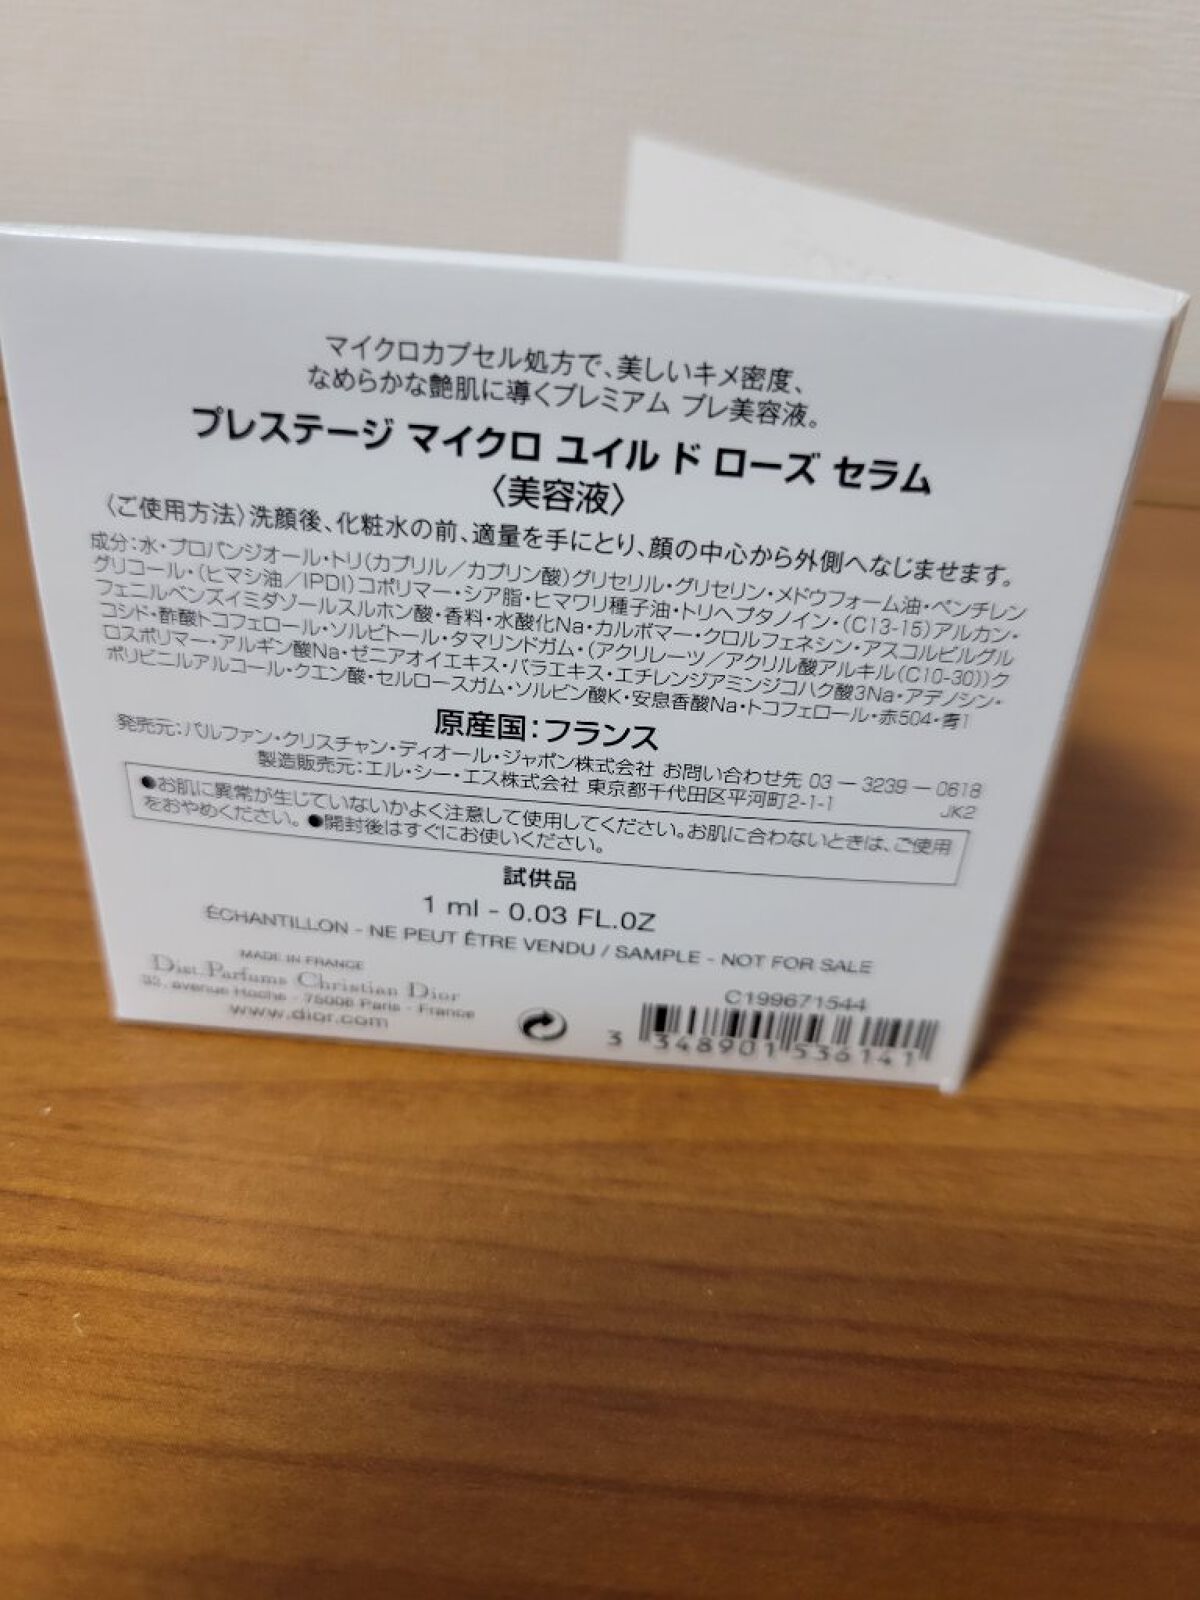 マイクロカプセル処方で、美しいキメ密度、
なめらかな艶肌に導くプレミアム プレ美容液。
プレステージ マイクロ ユイル ド ローズ セラム
〈美容液〉
〈ご使用方法〉洗顔後、化粧水の前、適量を手にとり、顔の中心から外側へなじませます。
成分：水・プロパンジオール・トリ(カプリル／カプリン酸)グリセリル・グリセリン・メドウフォーム油・ペンチレン
グリコール・(ヒマシ油／IPDI)コポリマー・シア脂・ヒマワリ種子油・トリヘプタノイン・(C13-15)アルカン・
フェニルベンズイミダゾールスルホン酸・香料・水酸化Na・カルボマー・クロルフェネシン・アスコルビルグル
コシド・酢酸トコフェロール・ソルビトール・タマリンドガム・(アクリレーツ／アクリル酸アルキル(C10-30))ク
ロスポリマー・アルギン酸Na・ゼニアオイエキス・バラエキス・エチレンジアミンジコハク酸3Na・アデノシン・
ポリビニルアルコール・クエン酸・セルロースガム・ソルビン酸K・安息香酸Na・トコフェロール・赤504・青1
原産国：フランス
発売元：パルファン・クリスチャン・ディオール・ジャポン株式会社 お問い合わせ先 03－3239－0618
製造販売元：エル・シー・エス株式会社 東京都千代田区平河町2-1-1
JK2
●お肌に異常が生じていないかよく注意して使用してください。お肌に合わないときは、ご使用
をおやめください。●開封後はすぐにお使いください。
試供品
1 ml - 0.03 FL.OZ
ÉCHANTILLON - NE PEUT ÊTRE VENDU / SAMPLE - NOT FOR SALE
MADE IN FRANCE
Dist. Parfums Christian Dior
33, avenue Hoche - 75008 Paris - France
www.dior.com
C199671544
3 348901 536141